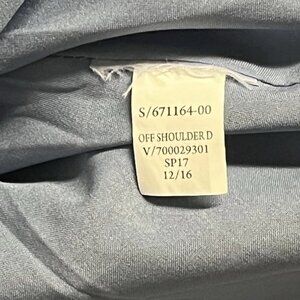 S/671164-00
OFF SHOULDER D
V/700029301
SP17
12/16